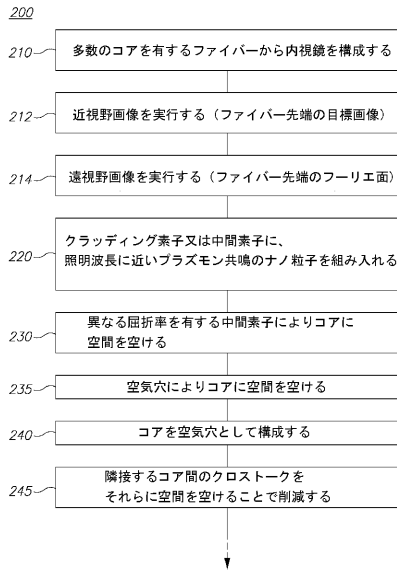 200
210
多数のコアを有するファイバーから内視鏡を構成する
212
近視野画像を実行する（ファイバー先端の目標画像）
214
遠視野画像を実行する（ファイバー先端のフーリエ面）
220
クラッディング素子又は中間素子に、
照明波長に近いプラズモン共鳴のナノ粒子を組み入れる
230
異なる屈折率を有する中間素子によりコアに
空間を空ける
235
空気穴によりコアに空間を空ける
240
コアを空気穴として構成する
245
隣接するコア間のクロストークを
それらに空間を空けることで削減する